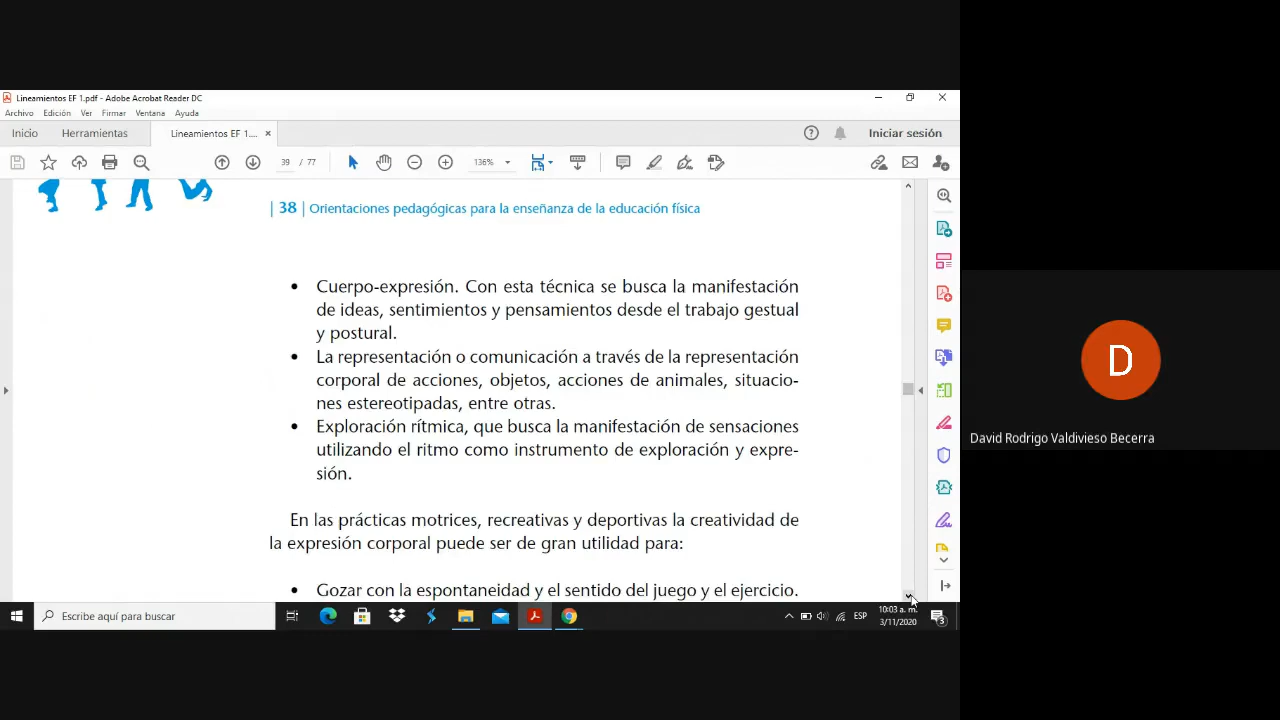 Lineamientos EF 1.pdf - Adobe Acrobat Reader DC
Archivo Edición Ver Firmar Ventana Ayuda
Inicio Herramientas Lineamientos EF 1.... × Iniciar sesión
39 / 77 136%
| 38 | Orientaciones pedagógicas para la enseñanza de la educación física
• Cuerpo-expresión. Con esta técnica se busca la manifestación
de ideas, sentimientos y pensamientos desde el trabajo gestual
y postural.
• La representación o comunicación a través de la representación
corporal de acciones, objetos, acciones de animales, situacio-
nes estereotipadas, entre otras.
• Exploración rítmica, que busca la manifestación de sensaciones
utilizando el ritmo como instrumento de exploración y expre-
sión.
En las prácticas motrices, recreativas y deportivas la creatividad de
la expresión corporal puede ser de gran utilidad para:
• Gozar con la espontaneidad y el sentido del juego y el ejercicio.
Escribe aquí para buscar
ESP
10:03 a. m.
3/11/2020
3
D
David Rodrigo Valdivieso Becerra